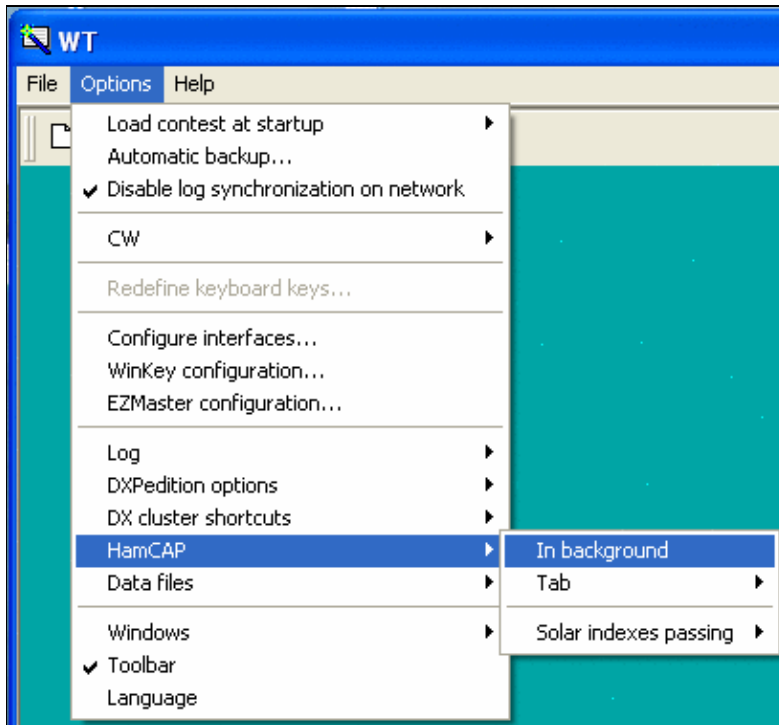 WT
File Options Help
Load contest at startup
Automatic backup...
Disable log synchronization on network
CW
Redefine keyboard keys...
Configure interfaces...
WinKey configuration...
EZMaster configuration...
Log
DXPedition options
DX cluster shortcuts
HamCAP In background
Data files Tab
Windows Solar indexes passing
Toolbar
Language